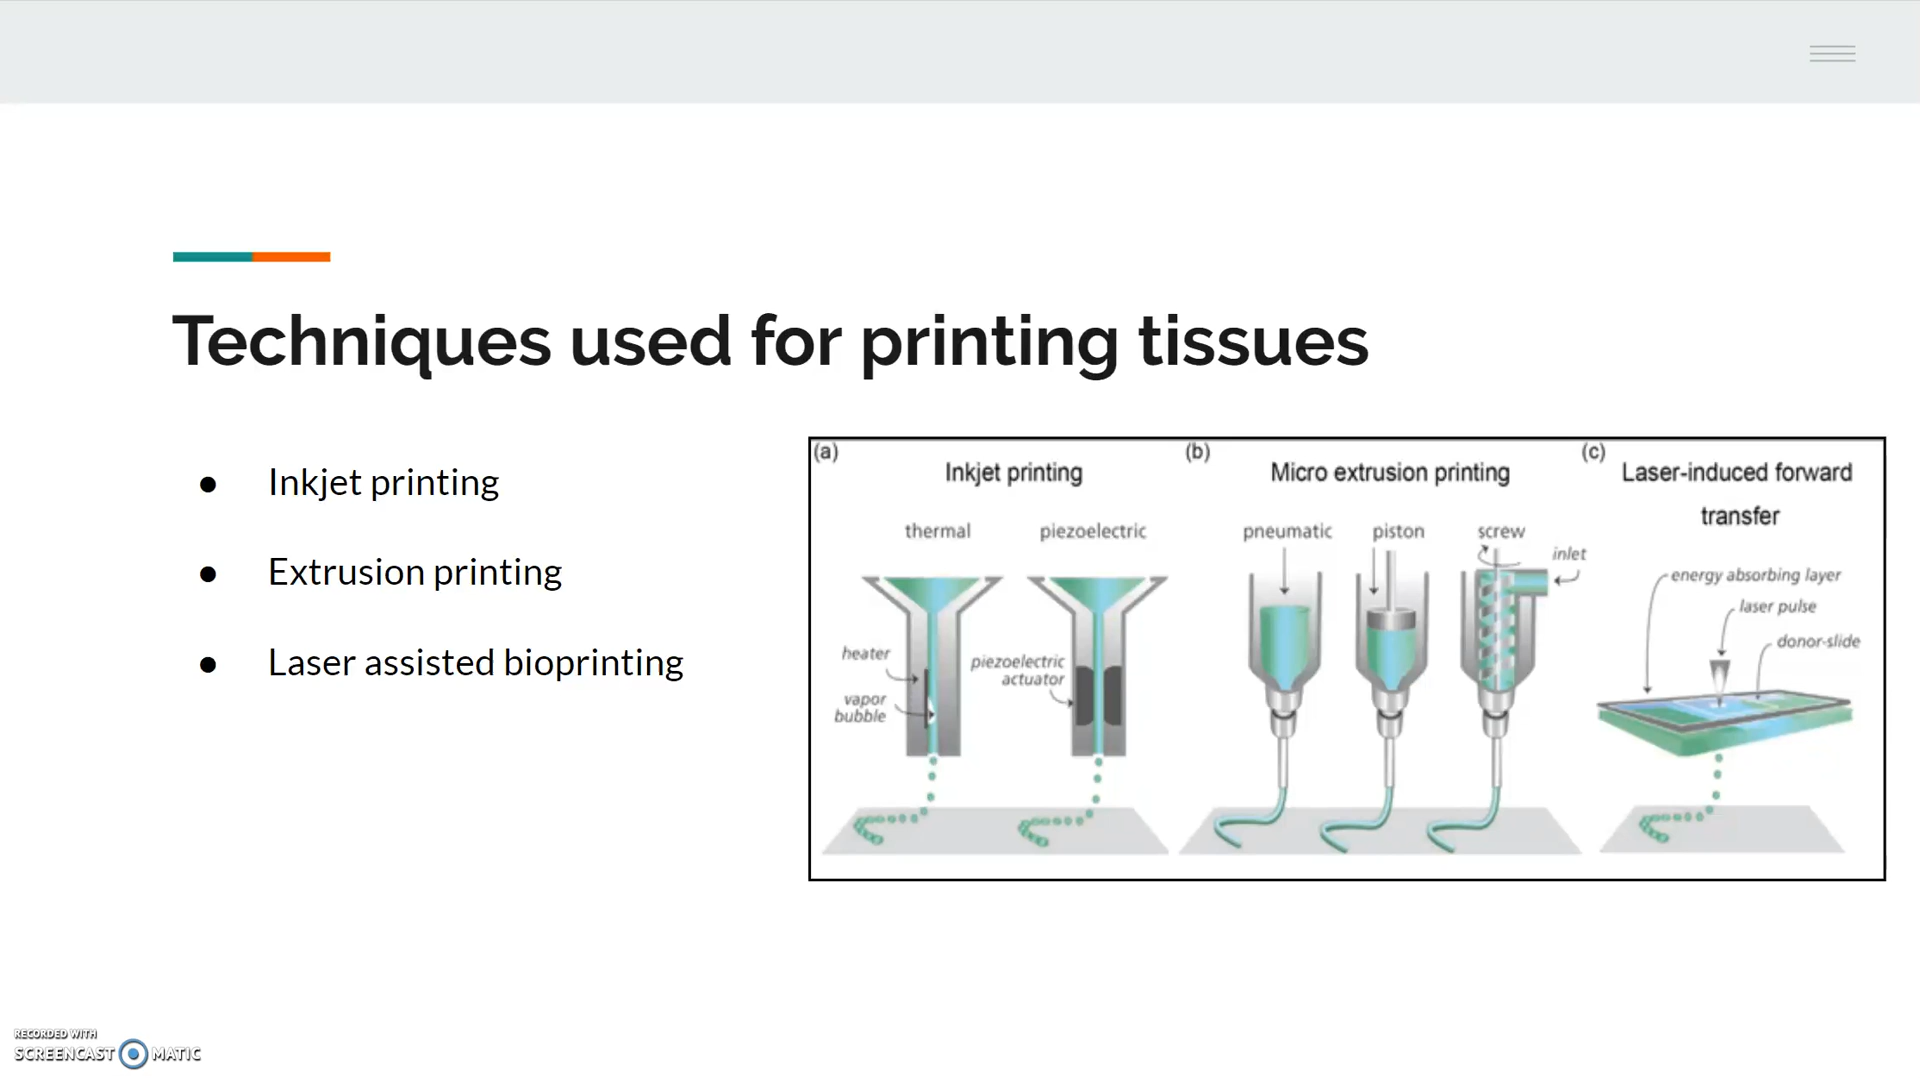 Techniques used for printing tissues
● Inkjet printing
● Extrusion printing
● Laser assisted bioprinting
(a)
Inkjet printing
thermal
piezoelectric
heater
vapor
bubble
piezoelectric
actuator
(b)
Micro extrusion printing
pneumatic
piston
screw
inlet
(c)
Laser-induced forward
transfer
energy absorbing layer
laser pulse
donor-slide
RECORDED WITH
SCREENCAST MATIC